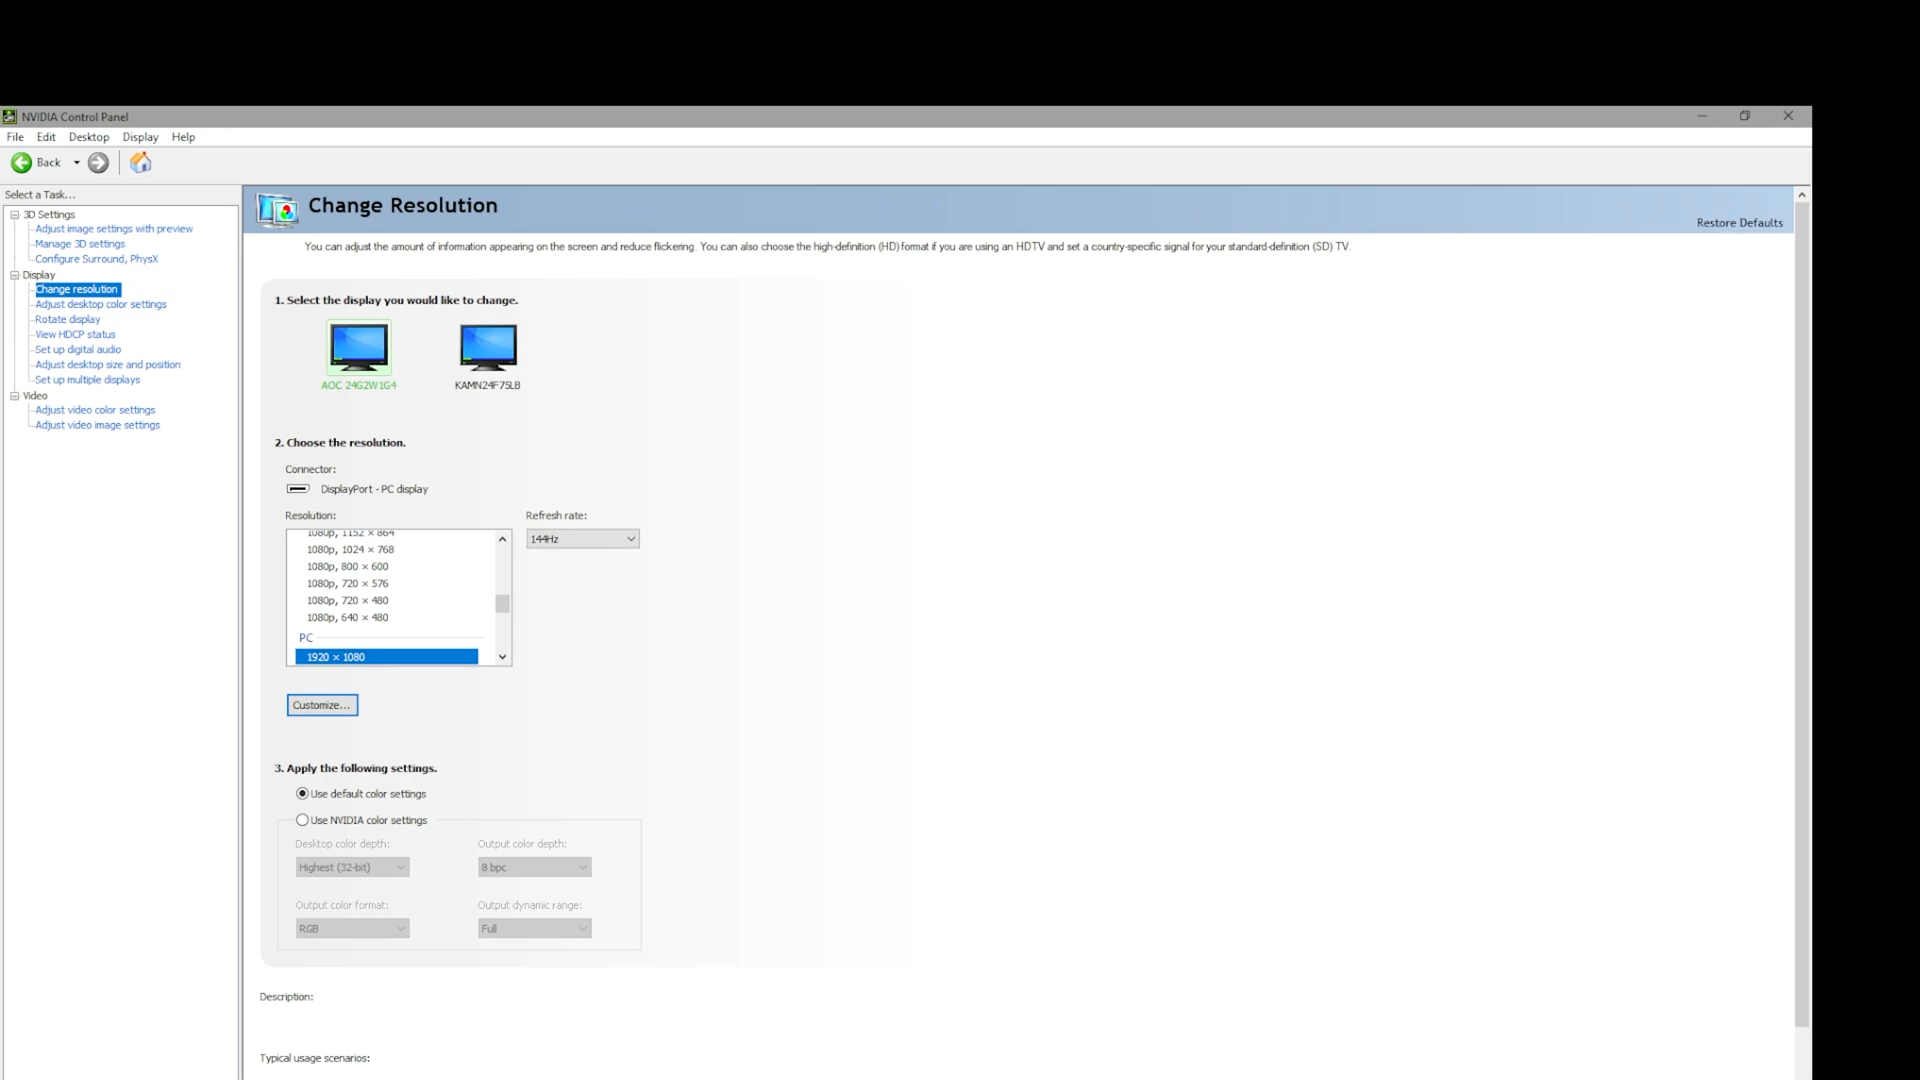 NVIDIA Control Panel
File Edit Desktop Display Help
Back
Select a Task...
3D Settings
Adjust image settings with preview
Manage 3D settings
Configure Surround, PhysX
Display
Change resolution
Adjust desktop color settings
Rotate display
View HDCP status
Set up digital audio
Adjust desktop size and position
Set up multiple displays
Video
Adjust video color settings
Adjust video image settings
Change Resolution
Restore Defaults
You can adjust the amount of information appearing on the screen and reduce flickering. You can also choose the high-definition (HD) format if you are using an HDTV and set a country-specific signal for your standard-definition (SD) TV.
1. Select the display you would like to change.
AOC 24G2W1G4 KAMN24F75LB
2. Choose the resolution.
Connector:
DisplayPort - PC display
Resolution: Refresh rate:
144Hz
1080p, 1152 × 864
1080p, 1024 × 768
1080p, 800 × 600
1080p, 720 × 576
1080p, 720 × 480
1080p, 640 × 480
PC
1920 × 1080
Customize...
3. Apply the following settings.
Use default color settings
Use NVIDIA color settings
Desktop color depth: Output color depth:
Highest (32-bit) 8 bpc
Output color format: Output dynamic range:
RGB Full
Description:
Typical usage scenarios: